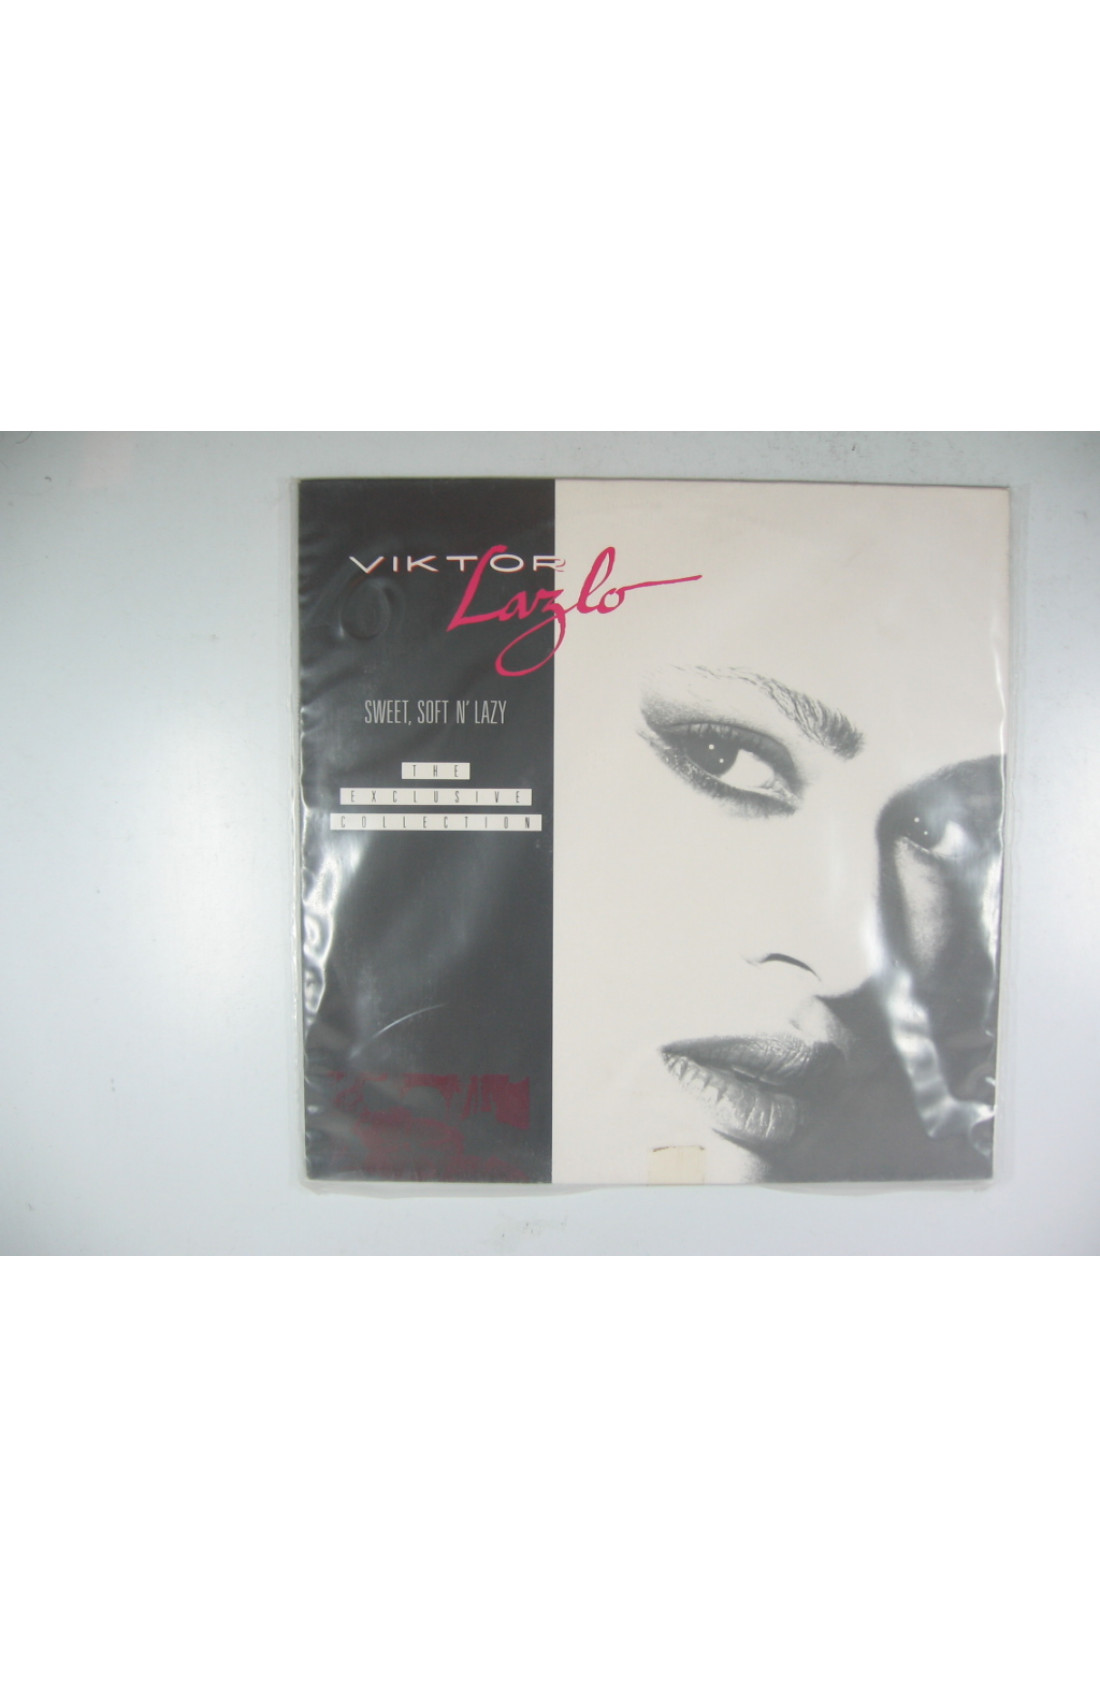 VIKTOR
Lazlo
SWEET, SOFT N' LAZY
THE
EXCLUSIVE
COLLECTION